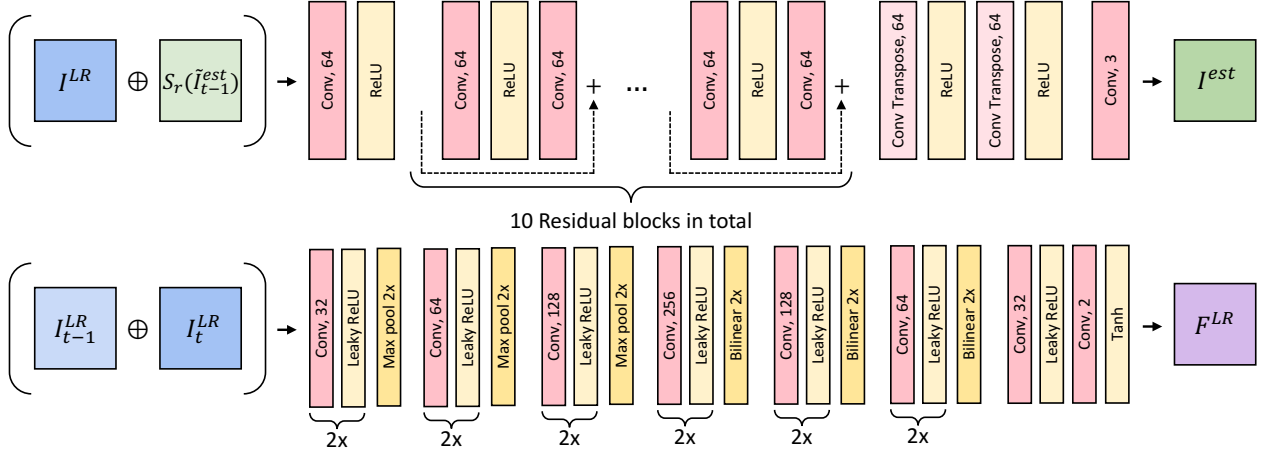 I^{LR} ⊕ S_r(Ĩ^{est}_{t-1})
Conv, 64
ReLU
Conv, 64
ReLU
Conv, 64
+
...
Conv, 64
ReLU
Conv, 64
+
Conv Transpose, 64
ReLU
Conv Transpose, 64
ReLU
Conv, 3
I^{est}
10 Residual blocks in total
I^{LR}_{t-1} ⊕ I^{LR}_t
Conv, 32
Leaky ReLU
Max pool 2x
Conv, 64
Leaky ReLU
Max pool 2x
Conv, 128
Leaky ReLU
Max pool 2x
Conv, 256
Leaky ReLU
Bilinear 2x
Conv, 128
Leaky ReLU
Bilinear 2x
Conv, 64
Leaky ReLU
Bilinear 2x
Conv, 32
Leaky ReLU
Conv, 2
Tanh
F^{LR}
2x
2x
2x
2x
2x
2x